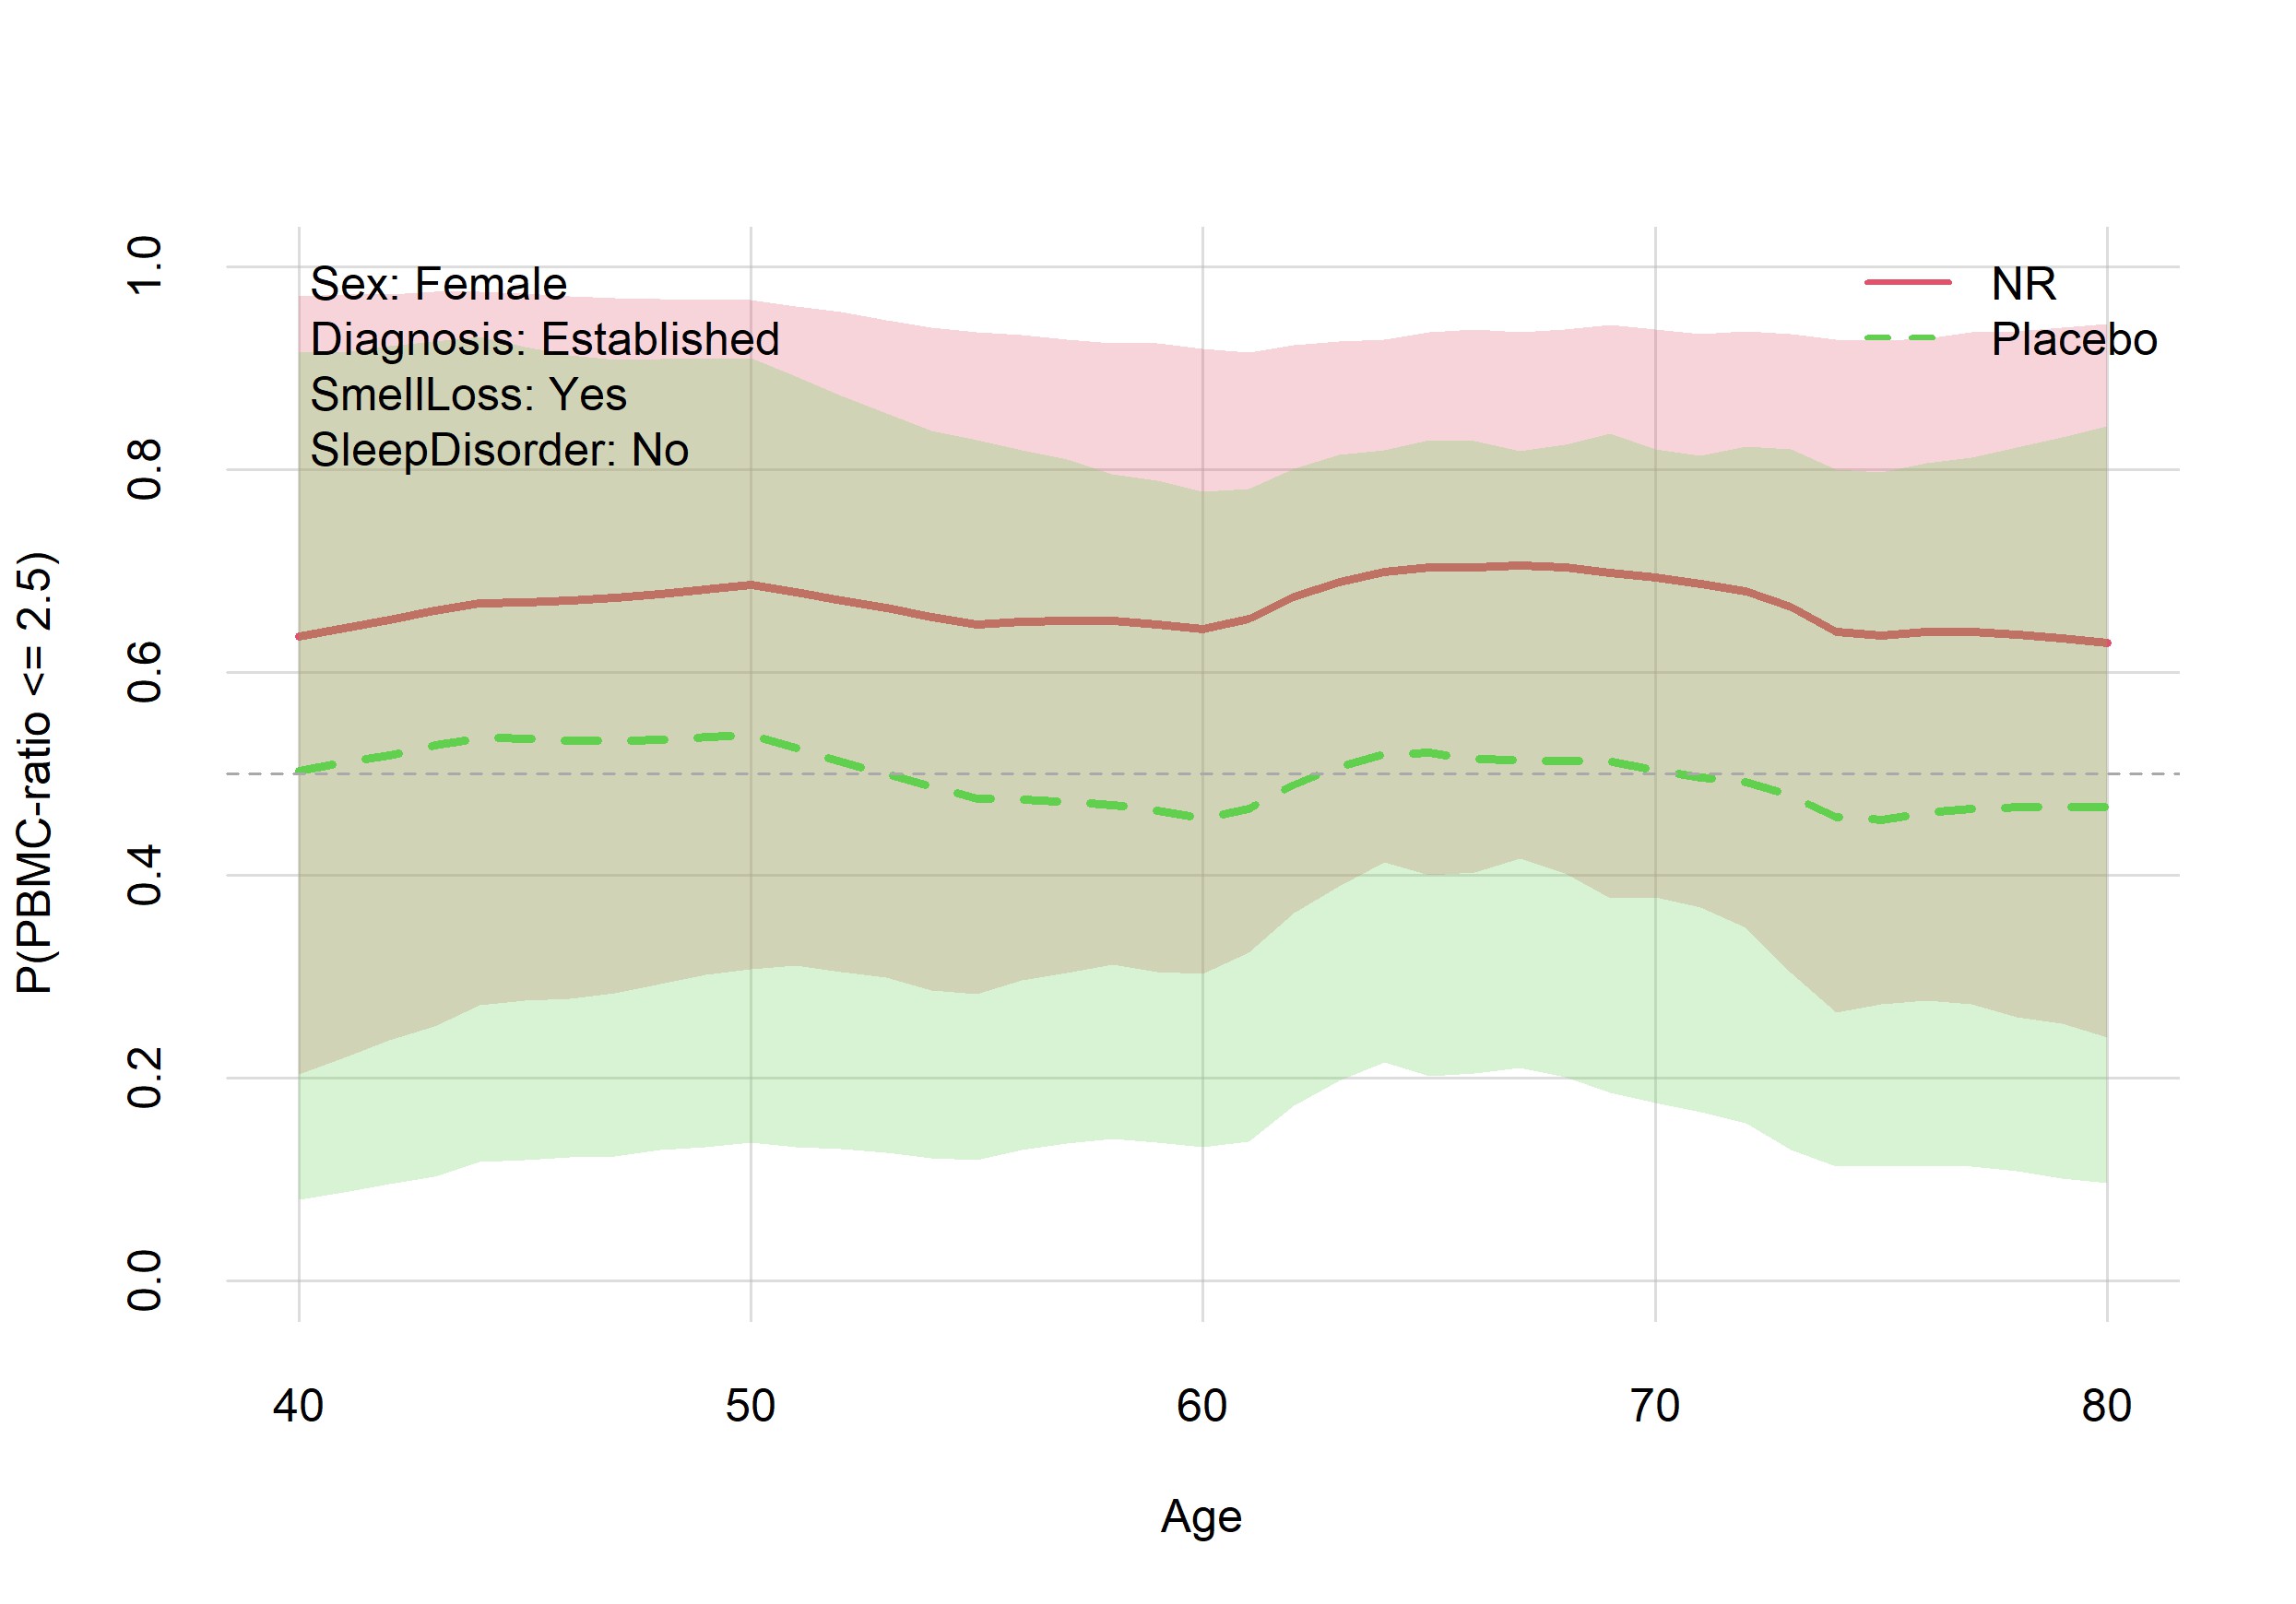 Sex: Female
Diagnosis: Established
SmellLoss: Yes
SleepDisorder: No
NR
Placebo
P(PBMC-ratio <= 2.5)
1.0
0.8
0.6
0.4
0.2
0.0
40 50 60 70 80
Age